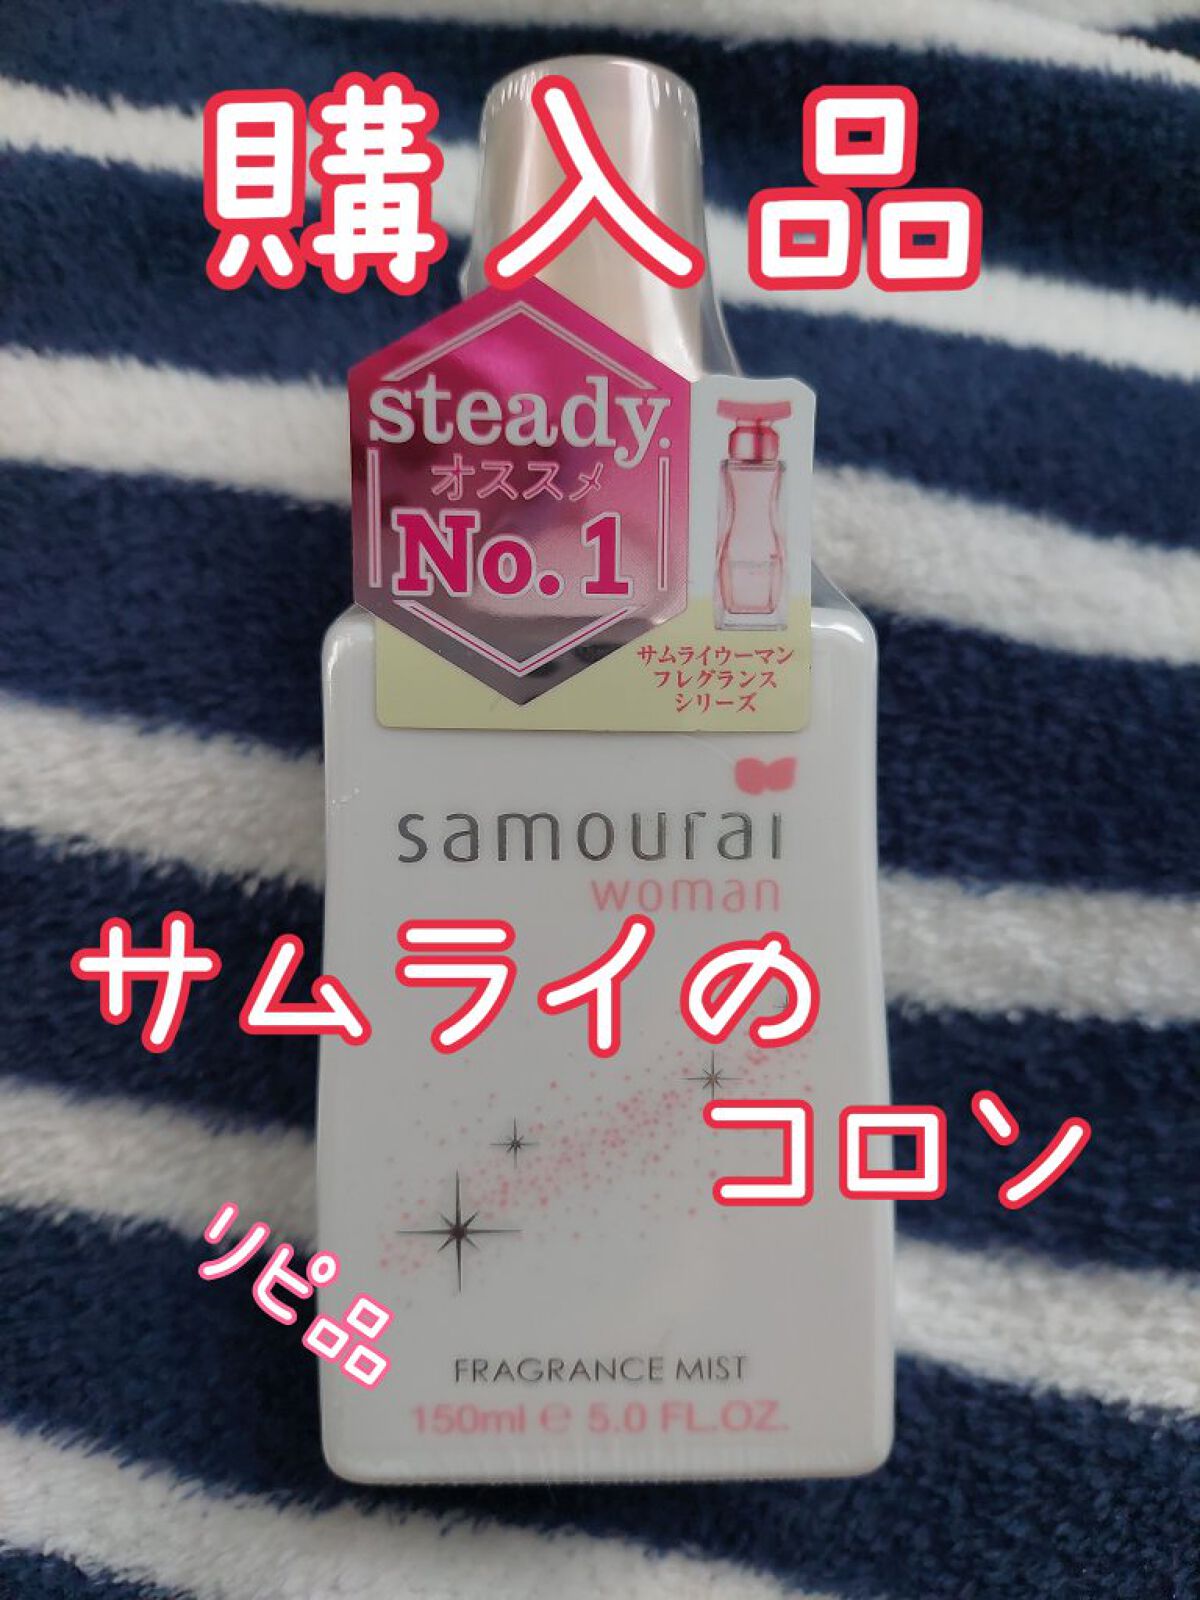 購入品
steady.
オススメ
No.1
サムライウーマン
フレグランス
シリーズ
samourai
woman
サムライの
コロン
リピ品
FRAGRANCE MIST
150ml e 5.0 FL.OZ.